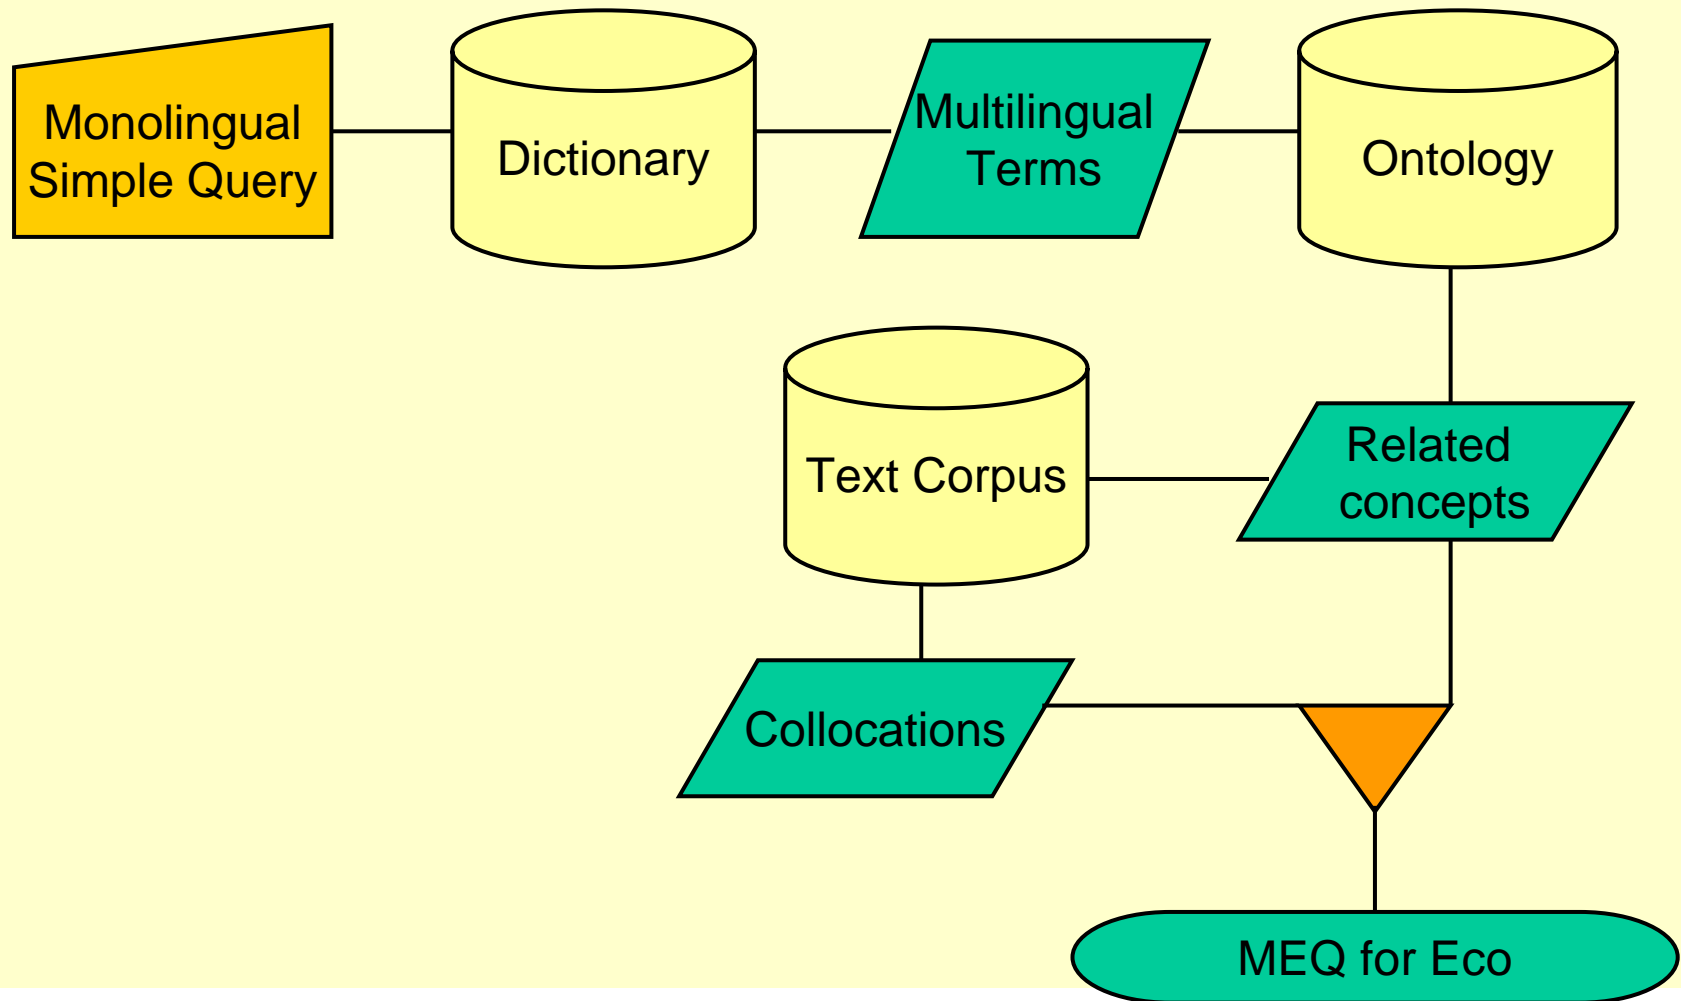 Monolingual
Simple Query
Dictionary
Multilingual
Terms
Ontology
Text Corpus
Related
concepts
Collocations
MEQ for Eco